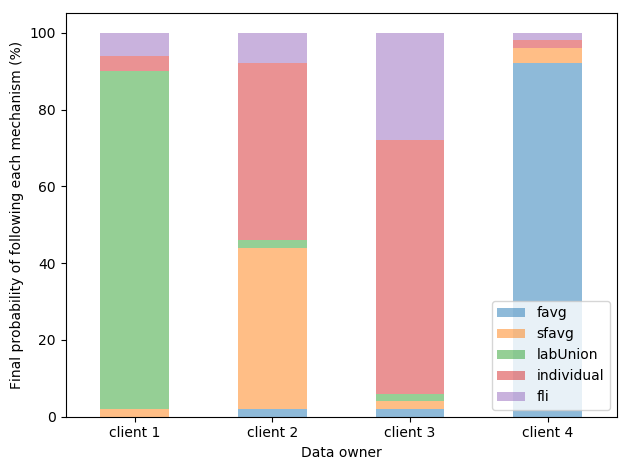 Final probability of following each mechanism (%)
100
80
60
40
20
0
client 1 client 2 client 3 client 4
Data owner
favg
sfavg
labUnion
individual
fli